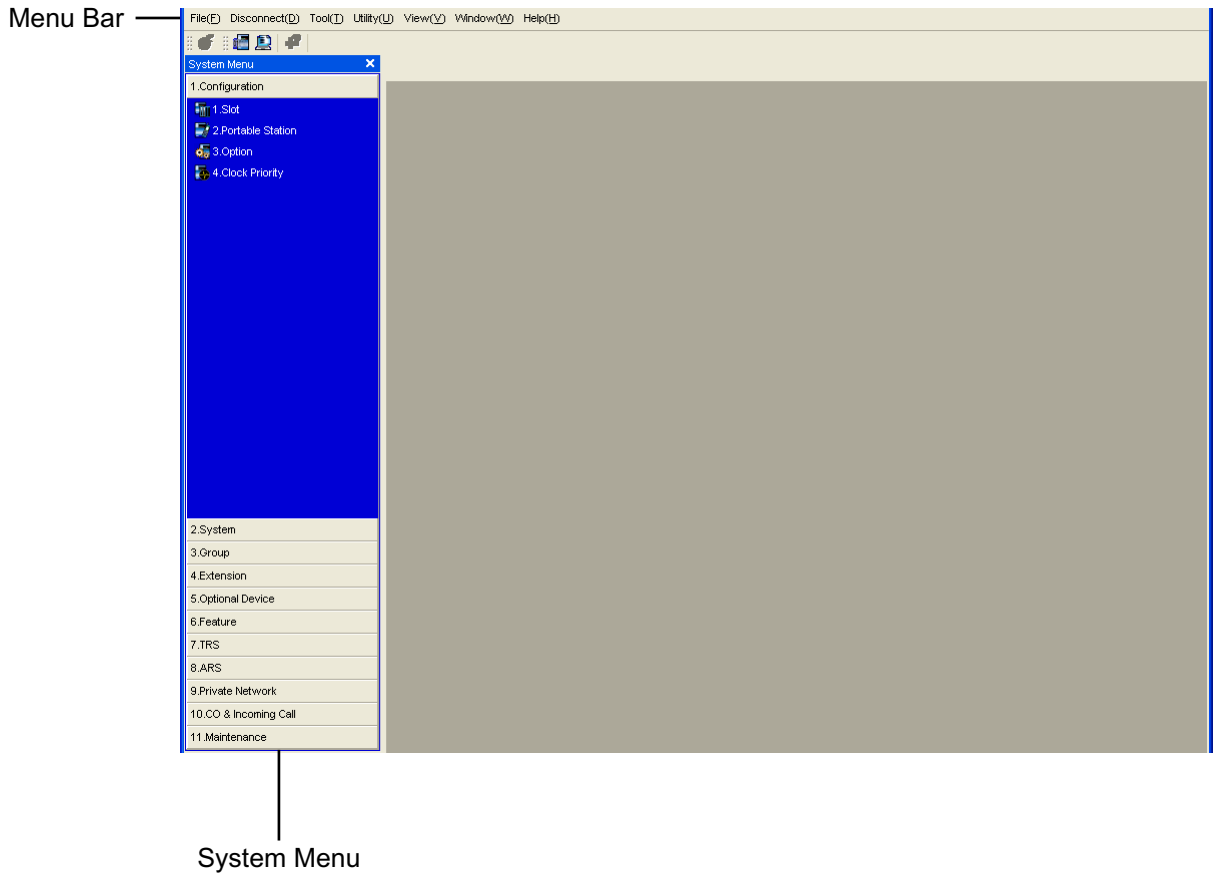 Menu Bar
File(F) Disconnect(D) Tool(T) Utility(U) View(V) Window(W) Help(H)
System Menu
1.Configuration
1.Slot
2.Portable Station
3.Option
4.Clock Priority
2.System
3.Group
4.Extension
5.Optional Device
6.Feature
7.TRS
8.ARS
9.Private Network
10.CO & Incoming Call
11.Maintenance
System Menu